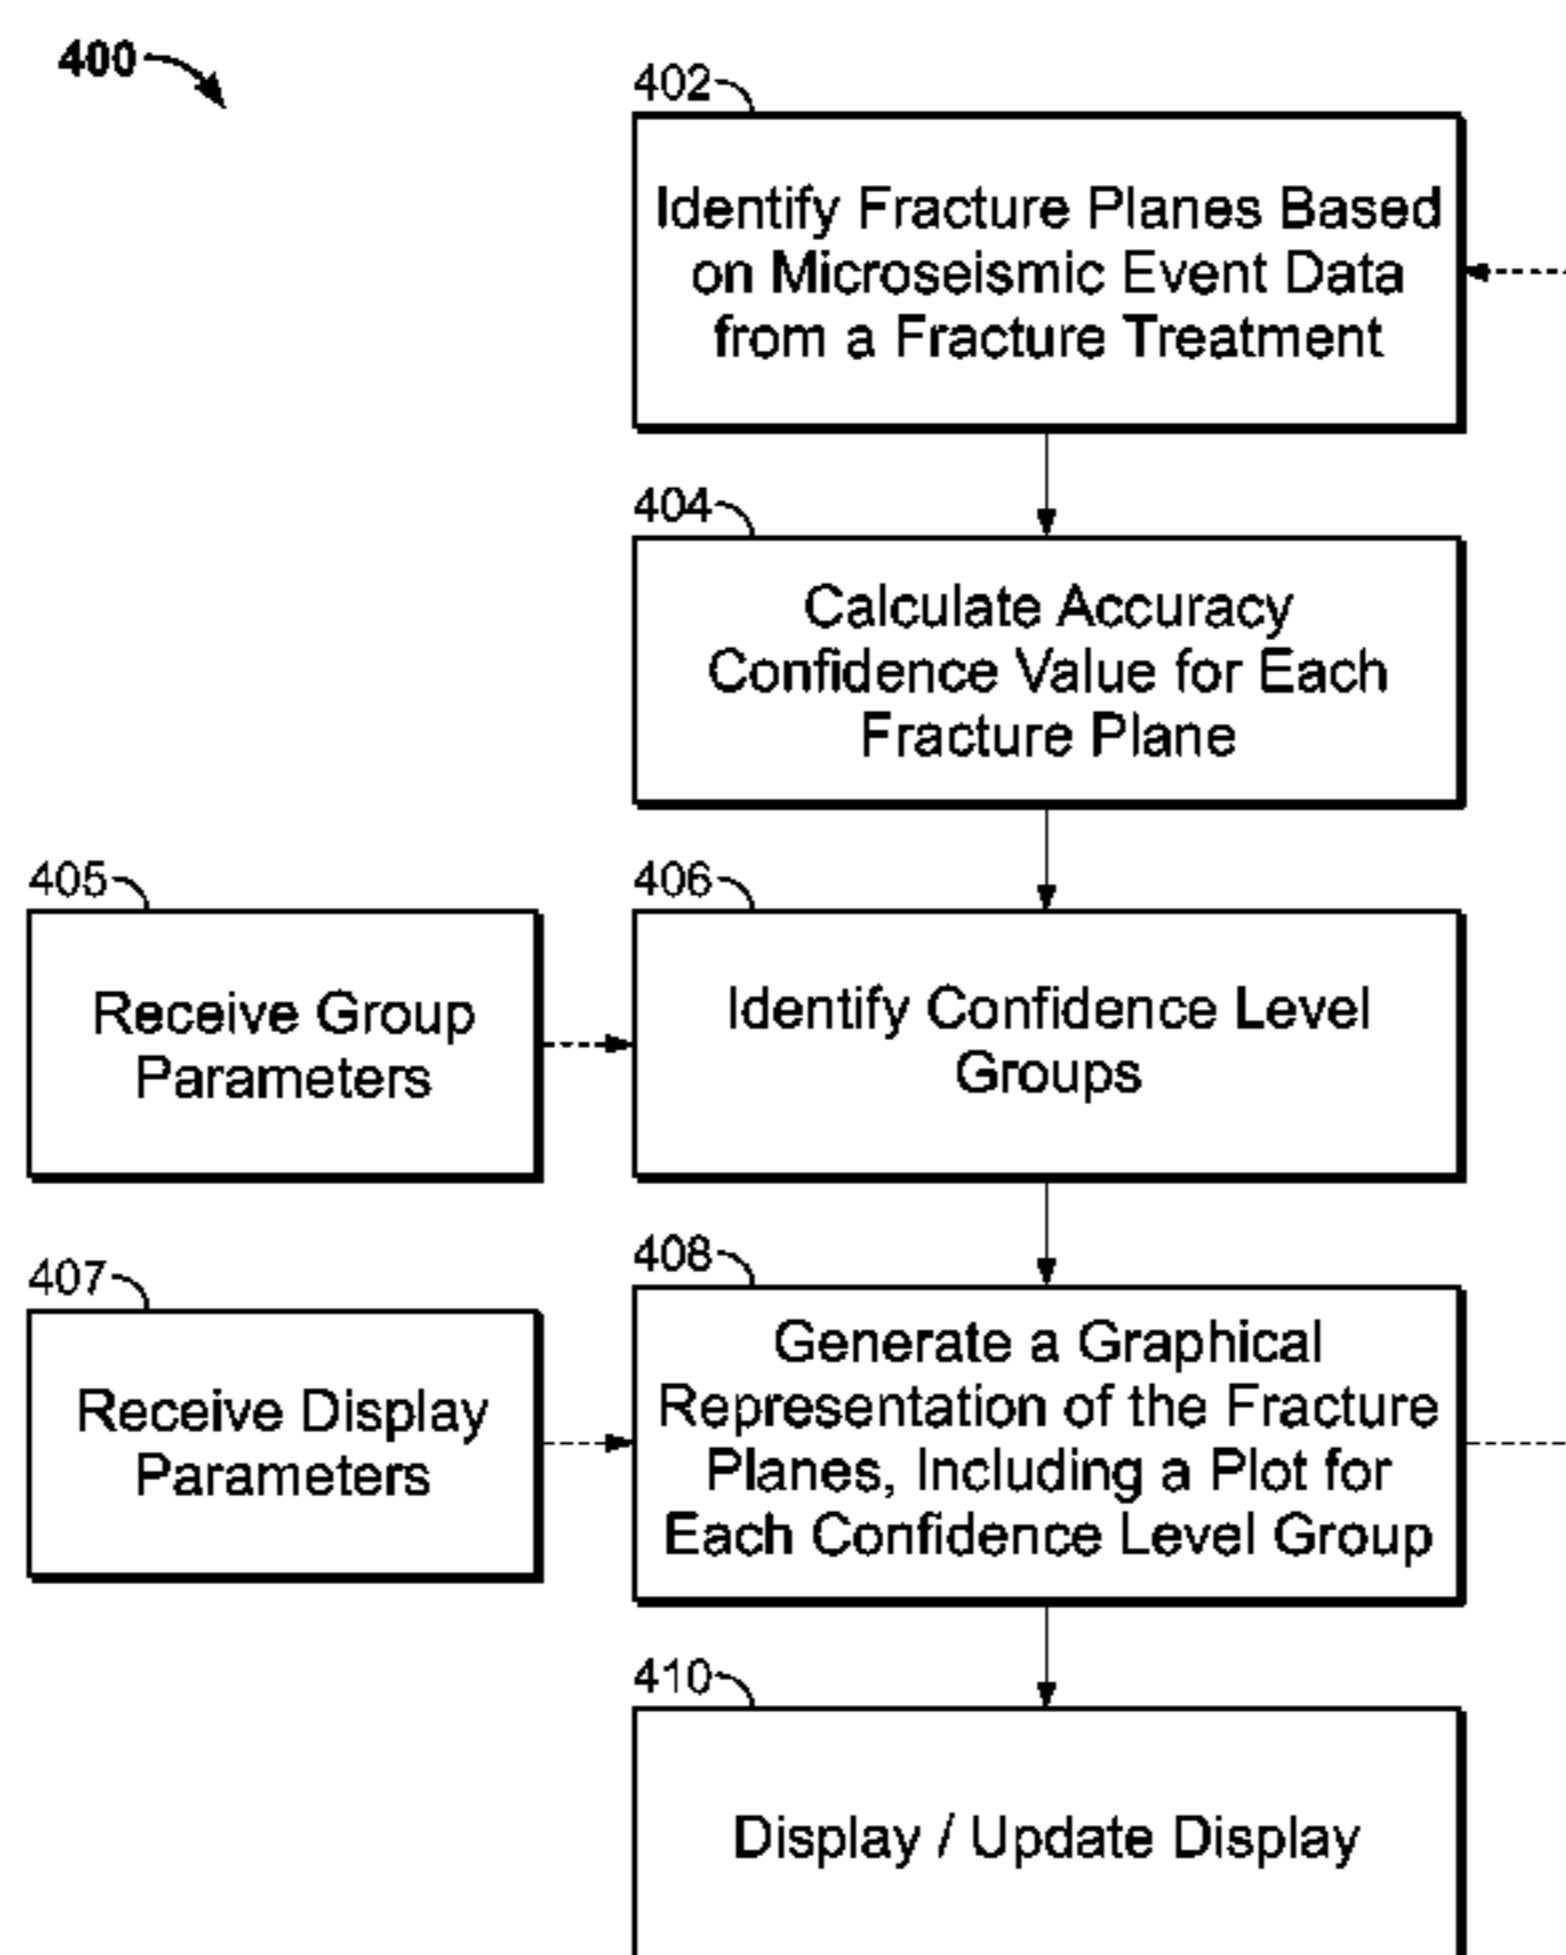 400
402
Identify Fracture Planes Based
on Microseismic Event Data
from a Fracture Treatment
404
Calculate Accuracy
Confidence Value for Each
Fracture Plane
405
Receive Group
Parameters
406
Identify Confidence Level
Groups
407
Receive Display
Parameters
408
Generate a Graphical
Representation of the Fracture
Planes, Including a Plot for
Each Confidence Level Group
410
Display / Update Display